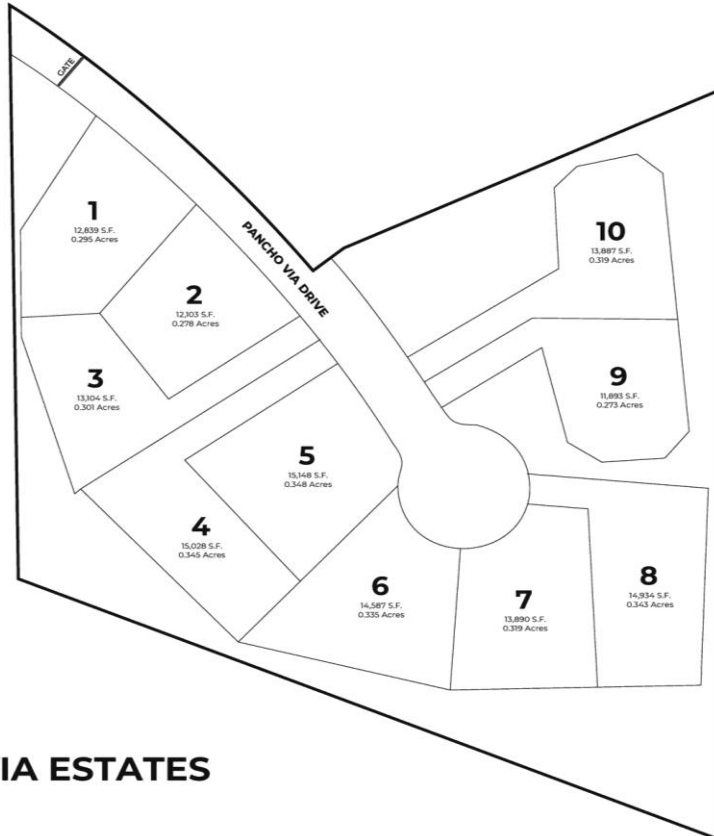 GATE
PANCHO VIA DRIVE
1
12,839 S.F.
0.295 Acres
2
12,103 S.F.
0.278 Acres
3
13,104 S.F.
0.301 Acres
4
15,028 S.F.
0.345 Acres
5
15,148 S.F.
0.348 Acres
6
14,587 S.F.
0.335 Acres
7
13,890 S.F.
0.319 Acres
8
14,934 S.F.
0.343 Acres
9
11,893 S.F.
0.273 Acres
10
13,887 S.F.
0.319 Acres
IA ESTATES